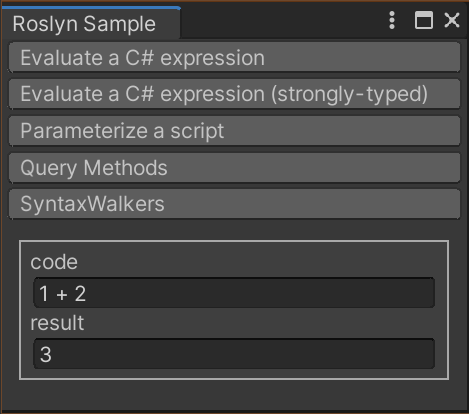 Roslyn Sample
Evaluate a C# expression
Evaluate a C# expression (strongly-typed)
Parameterize a script
Query Methods
SyntaxWalkers
code
1 + 2
result
3